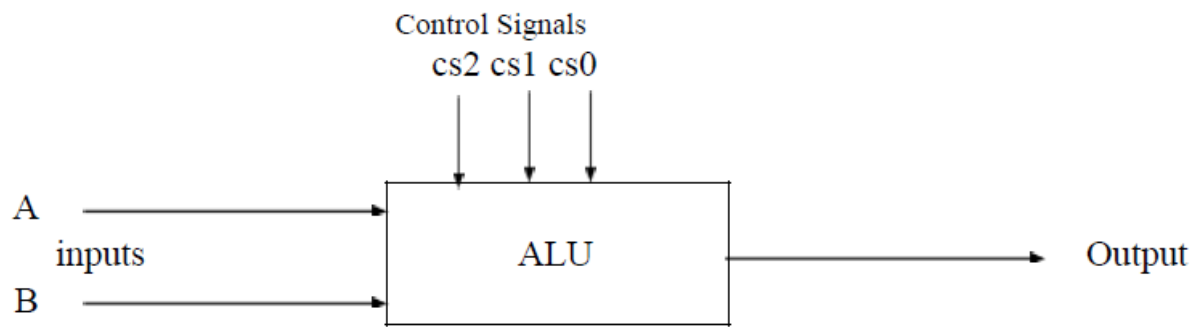 Control Signals
cs2 cs1 cs0
A
inputs
ALU
Output
B